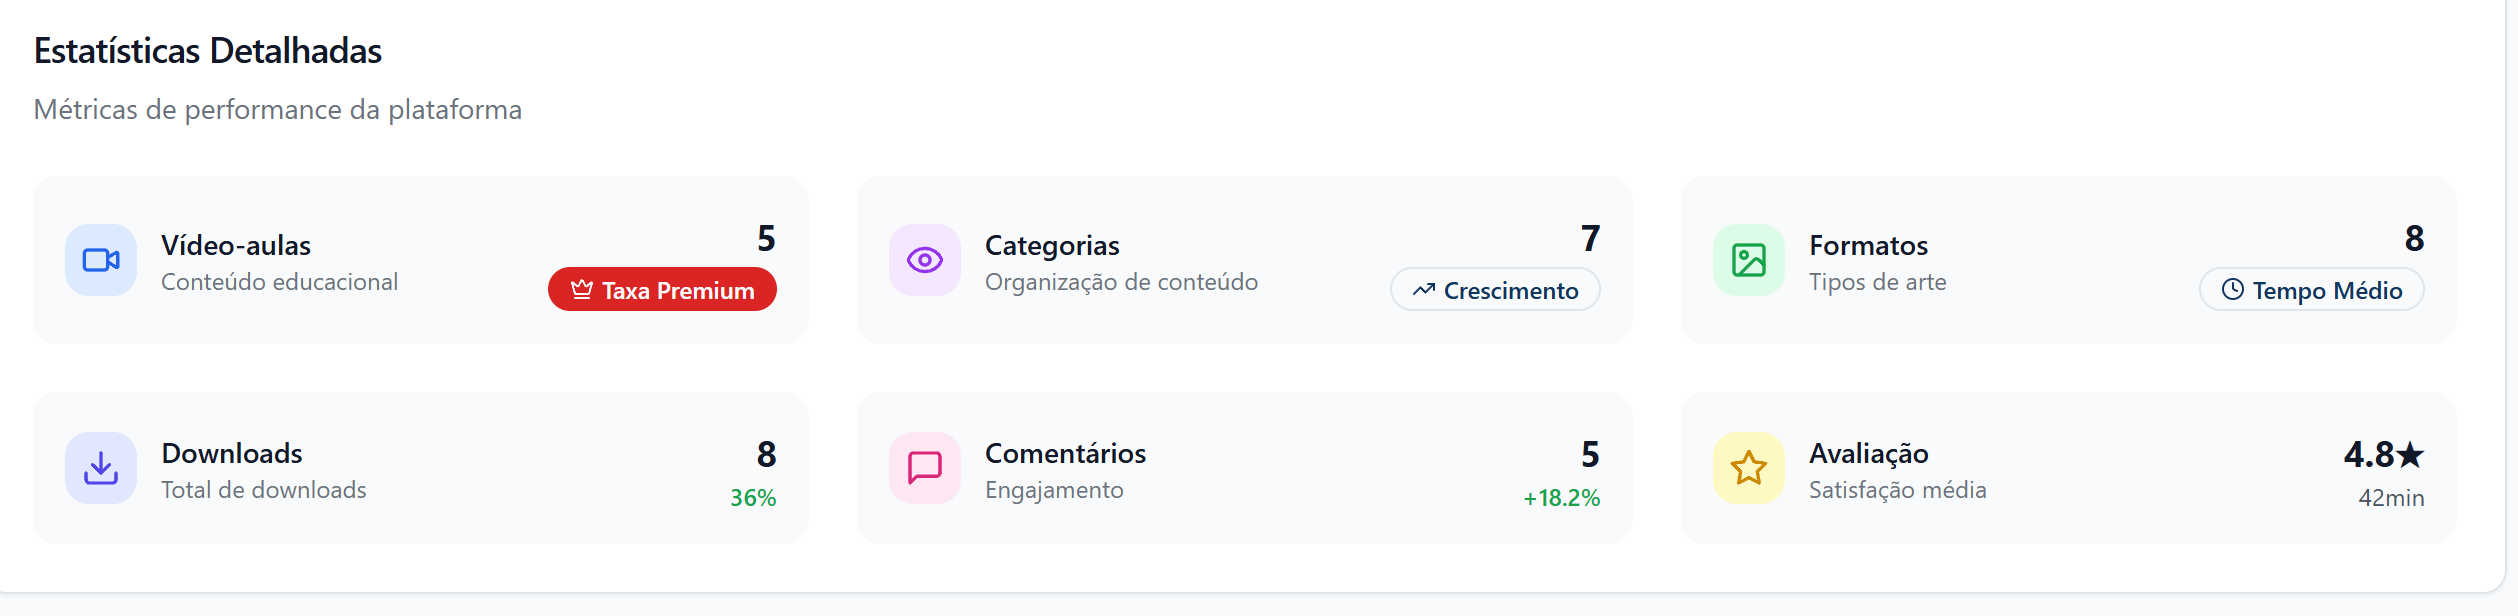 Estatísticas Detalhadas
Métricas de performance da plataforma
Vídeo-aulas
Conteúdo educacional
5
Taxa Premium
Categorias
Organização de conteúdo
7
Crescimento
Formatos
Tipos de arte
8
Tempo Médio
Downloads
Total de downloads
8
36%
Comentários
Engajamento
5
+18.2%
Avaliação
Satisfação média
4.8★
42min